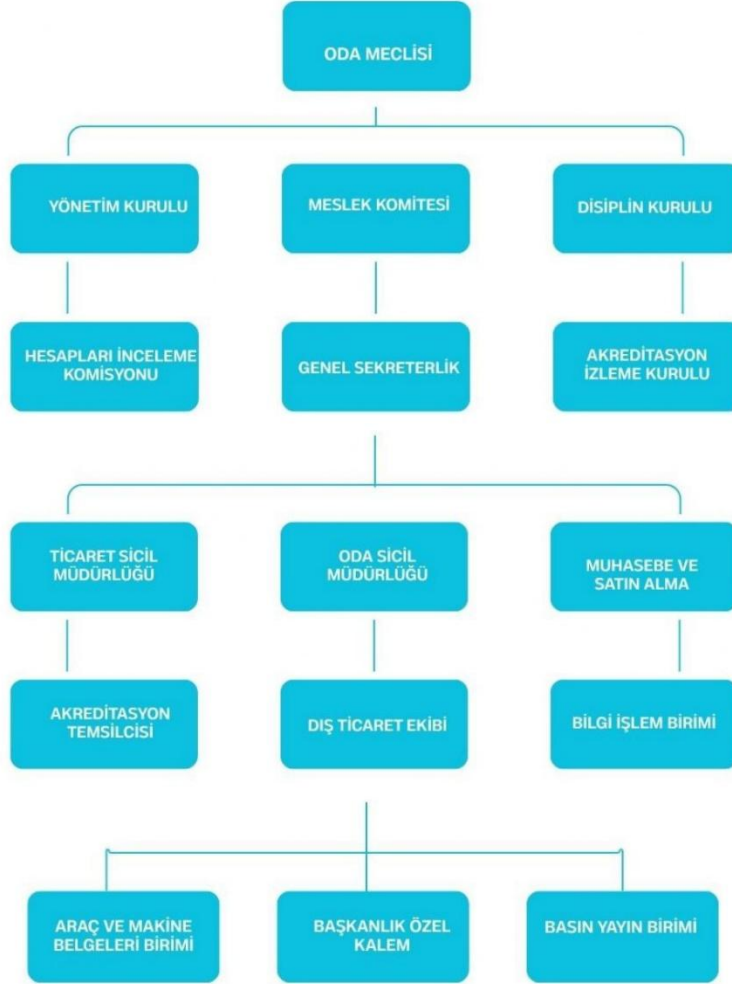 ODA MECLİSİ
YÖNETİM KURULU
MESLEK KOMİTESİ
DİSİPLİN KURULU
HESAPLARI İNCELEME
KOMİSYONU
GENEL SEKRETERLİK
AKREDİTASYON
İZLEME KURULU
TİCARET SİCİL
MÜDÜRLÜĞÜ
ODA SİCİL
MÜDÜRLÜĞÜ
MUHASEBE VE
SATIN ALMA
AKREDİTASYON
TEMSİLCİSİ
DIŞ TİCARET EKİBİ
BİLGİ İŞLEM BİRİMİ
ARAÇ VE MAKİNE
BELGELERİ BİRİMİ
BAŞKANLIK ÖZEL
KALEM
BASIN YAYIN BİRİMİ